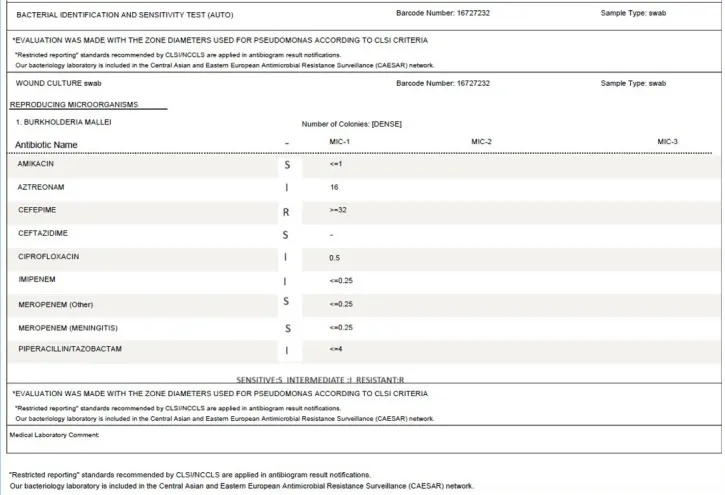 BACTERIAL IDENTIFICATION AND SENSITIVITY TEST (AUTO) Barcode Number: 16727232 Sample Type: swab
*EVALUATION WAS MADE WITH THE ZONE DIAMETERS USED FOR PSEUDOMONAS ACCORDING TO CLSI CRITERIA
"Restricted reporting" standards recommended by CLSI/NCCLS are applied in antibiogram result notifications.
Our bacteriology laboratory is included in the Central Asian and Eastern European Antimicrobial Resistance Surveillance (CAESAR) network.
WOUND CULTURE swab Barcode Number: 16727232 Sample Type: swab
REPRODUCING MICROORGANISMS
1. BURKHOLDERIA MALLEI Number of Colonies: [DENSE]
Antibiotic Name - MIC-1 MIC-2 MIC-3
AMIKACIN S <=1
AZTREONAM I 16
CEFEPIME R >=32
CEFTAZIDIME S -
CIPROFLOXACIN I 0.5
IMIPENEM I <=0.25
MEROPENEM (Other) S <=0.25
MEROPENEM (MENINGITIS) S <=0.25
PIPERACILLIN/TAZOBACTAM I <=4
SENSITIVE:S INTERMEDIATE :I RESISTANT:R
*EVALUATION WAS MADE WITH THE ZONE DIAMETERS USED FOR PSEUDOMONAS ACCORDING TO CLSI CRITERIA
"Restricted reporting" standards recommended by CLSI/NCCLS are applied in antibiogram result notifications.
Our bacteriology laboratory is included in the Central Asian and Eastern European Antimicrobial Resistance Surveillance (CAESAR) network.
Medical Laboratory Comment:
"Restricted reporting" standards recommended by CLSI/NCCLS are applied in antibiogram result notifications.
Our bacteriology laboratory is included in the Central Asian and Eastern European Antimicrobial Resistance Surveillance (CAESAR) network.